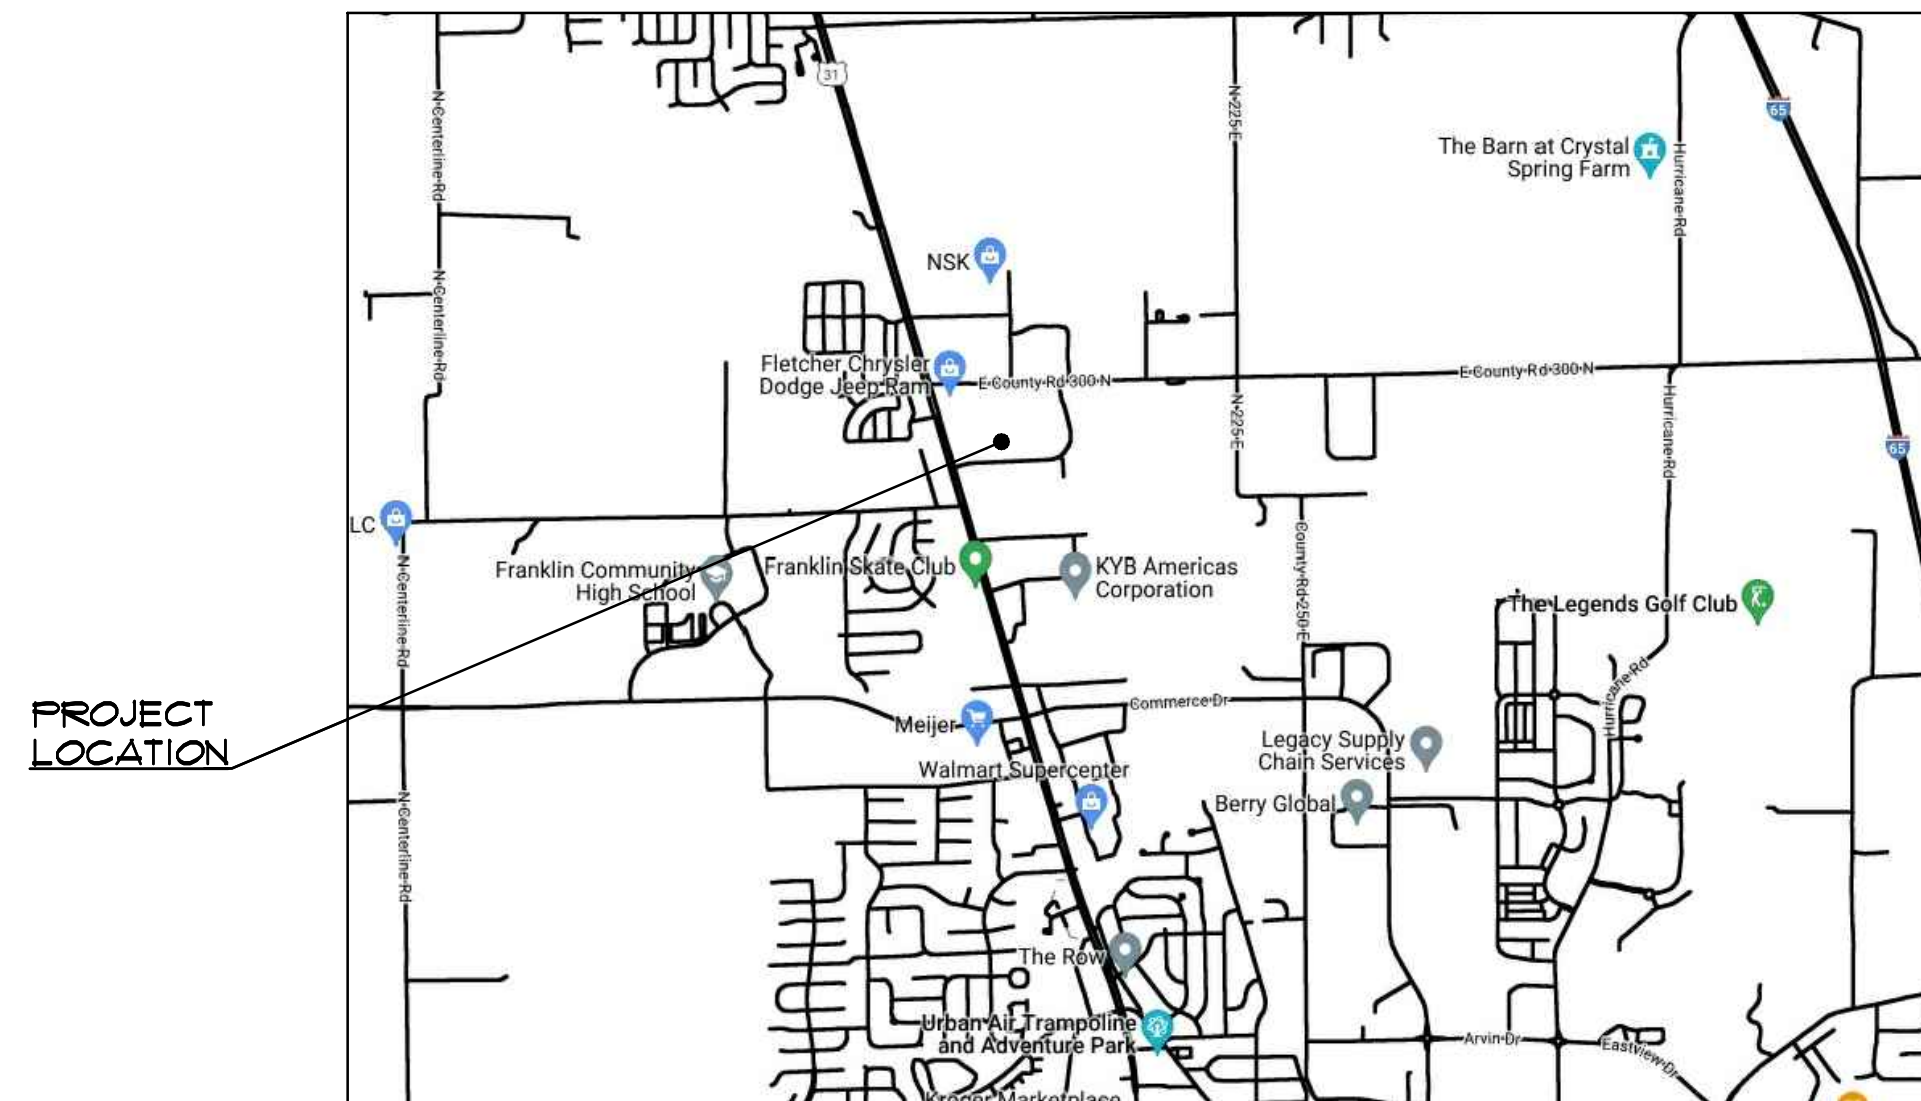 31
65
N Centerline Rd
N 225 E
The Barn at Crystal
Spring Farm
Hurricane Rd
NSK
N Centerline Rd
Fletcher Chrysler
Dodge Jeep Ram
E County Rd 300 N
E County Rd 300 N
N 225 E
Hurricane Rd
65
LC
Franklin Community
High School
Franklin Skate Club
KYB Americas
Corporation
County Rd 250 E
The Legends Golf Club
N Centerline Rd
Hurricane Rd
PROJECT
LOCATION
Commerce Dr
Meijer
Legacy Supply
Chain Services
Walmart Supercenter
Berry Global
N Centerline Rd
The Row
Urban Air Trampoline
and Adventure Park
Arvin Dr
Eastview Dr
Kroger Marketplace